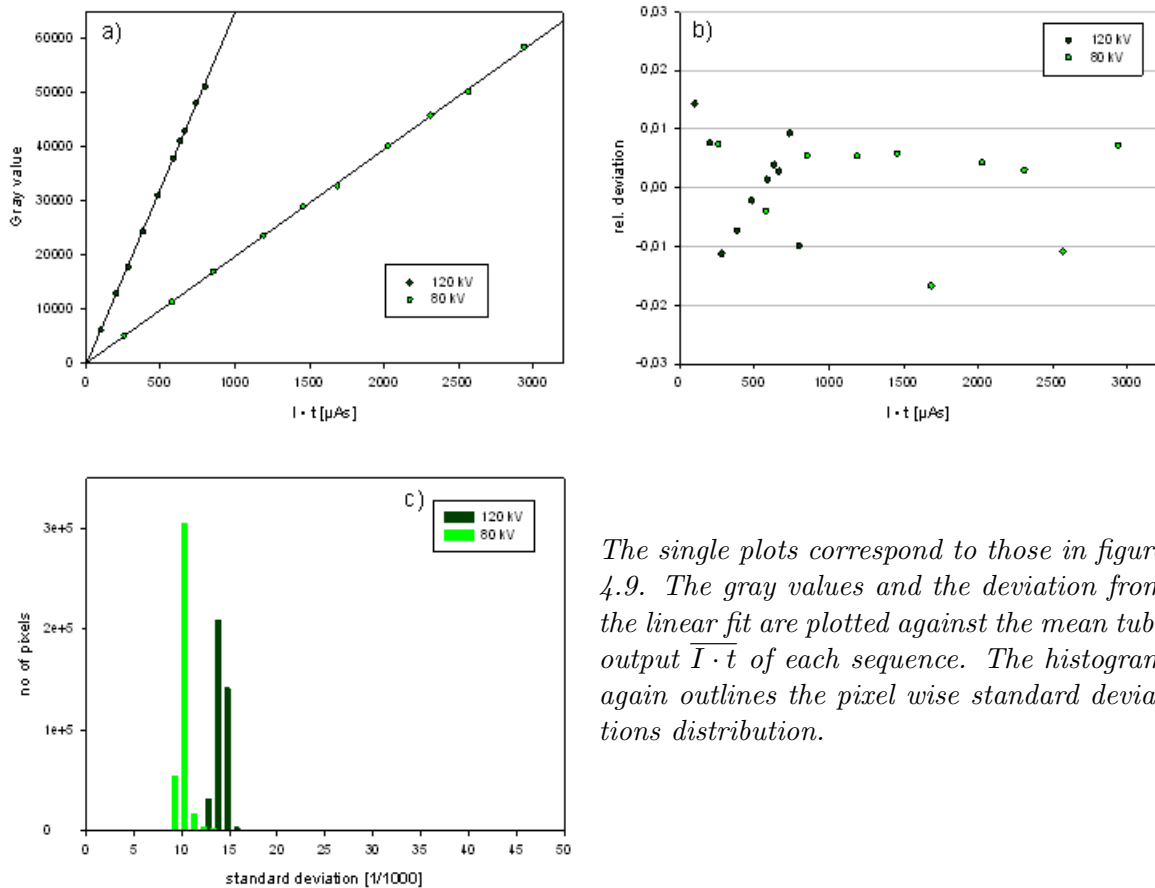 a)
60000
50000
40000
30000
20000
10000
0
Gray value
120 kV
80 kV
0 500 1000 1500 2000 2500 3000
I · t [µAs]
b)
0,03
0,02
0,01
0,00
-0,01
-0,02
-0,03
rel. deviation
120 kV
80 kV
0 500 1000 1500 2000 2500 3000
I · t [µAs]
c)
3e+5
2e+5
1e+5
0
no of pixels
120 kV
80 kV
0 5 10 15 20 25 30 35 40 45 50
standard deviation [1/1000]
The single plots correspond to those in figur
4.9. The gray values and the deviation from
the linear fit are plotted against the mean tub
output I · t of each sequence. The histogram
again outlines the pixel wise standard devia
tions distribution.